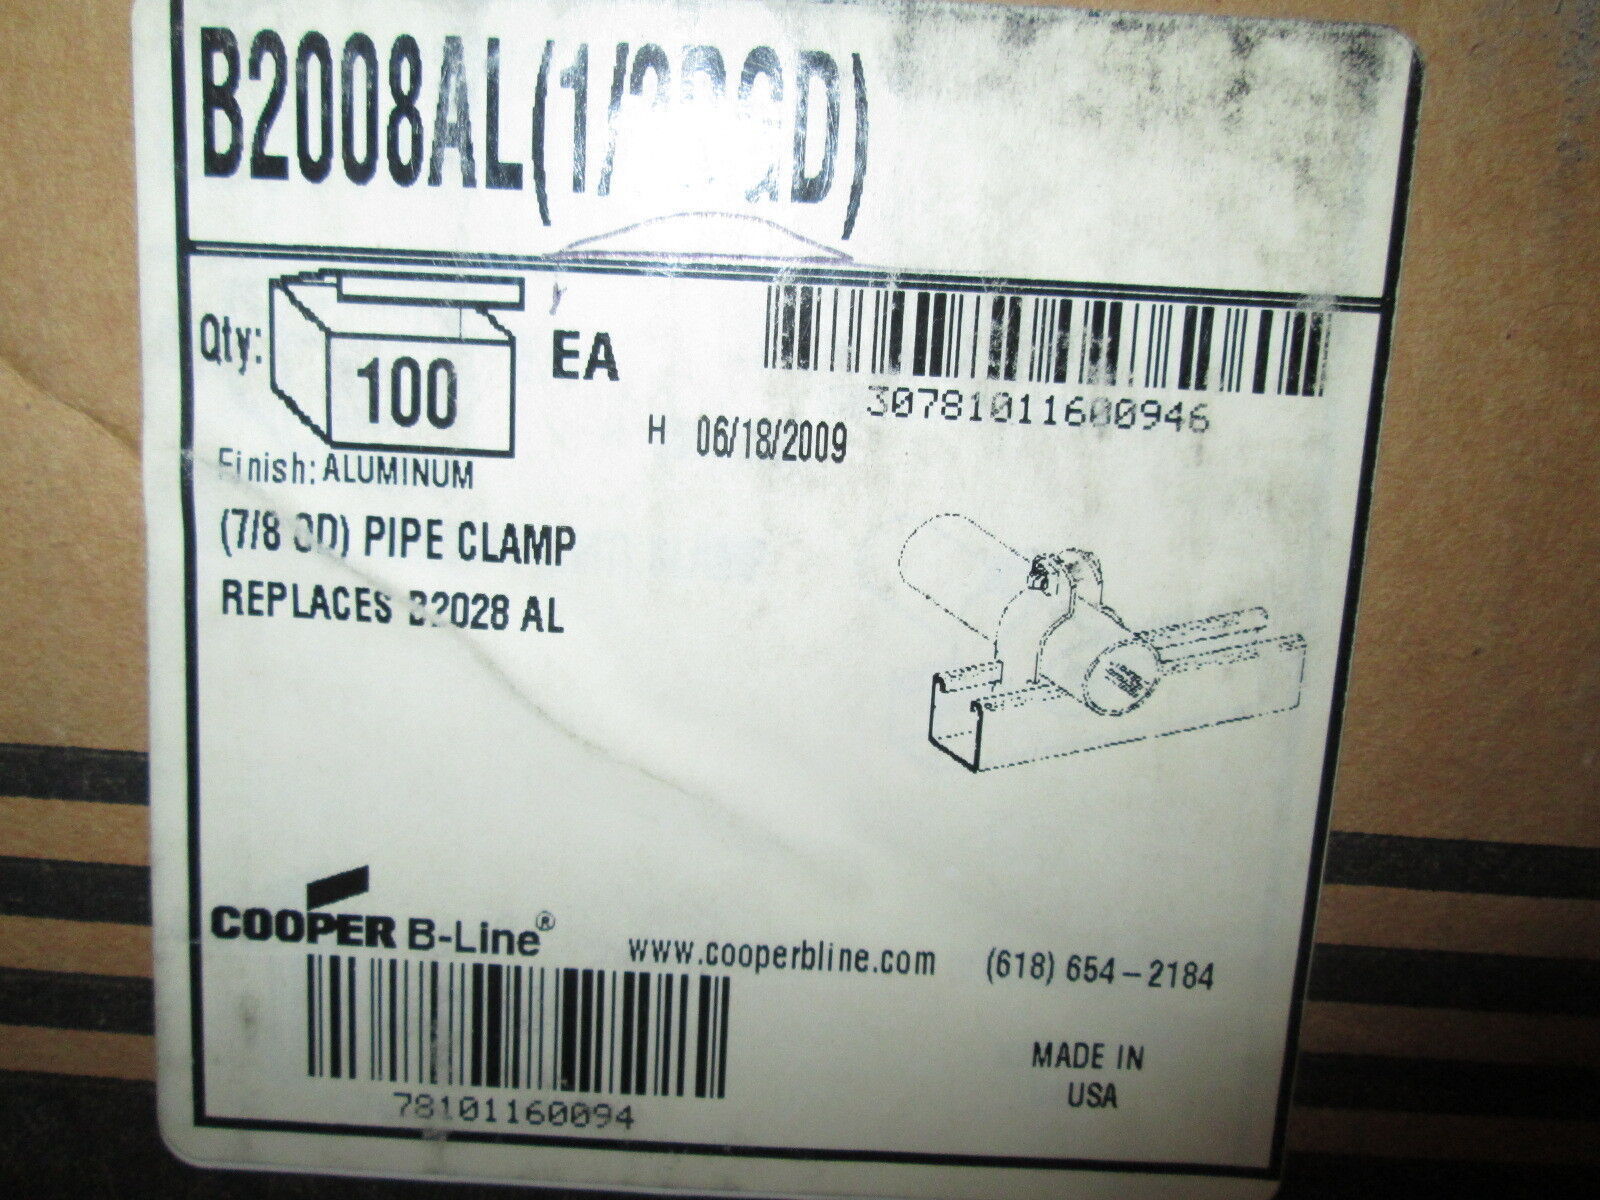 B2008AL
Qty: 100 EA
30781011600946
H 06/18/2009
Finish: ALUMINUM
(7/8 OD) PIPE CLAMP
REPLACES B2028 AL
COOPER B-Line®
www.cooperbline.com
(618) 654-2184
78101160094
MADE IN
USA